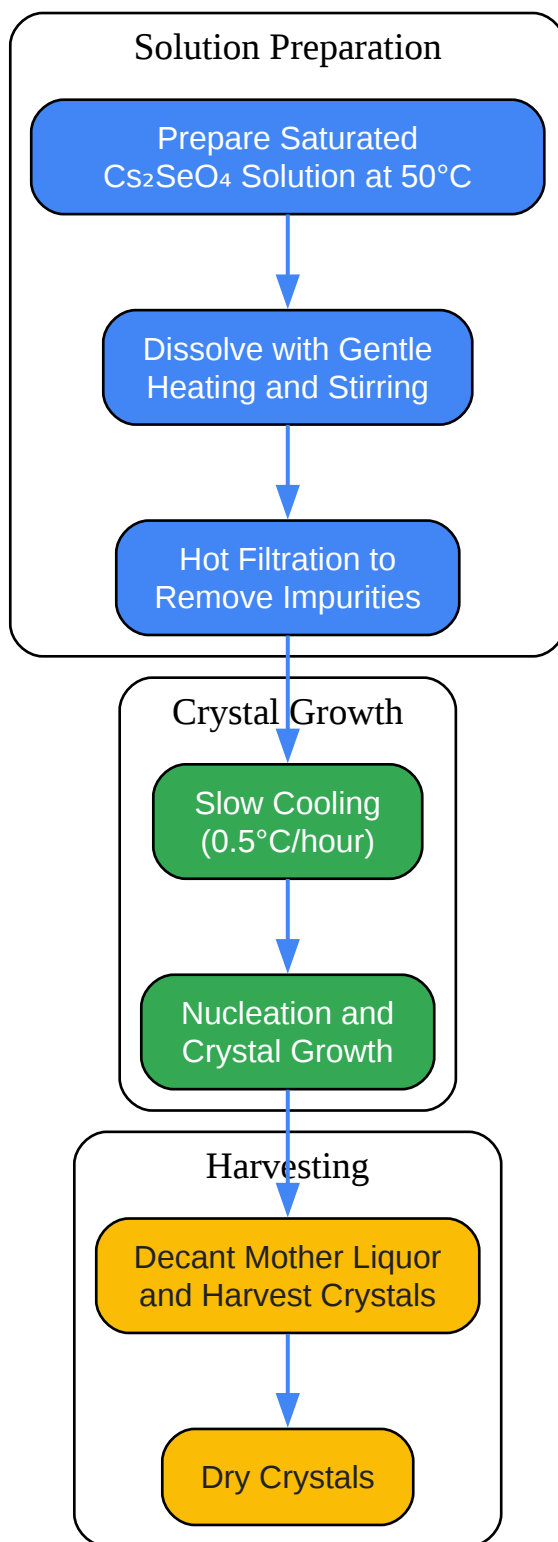 Solution Preparation
Prepare Saturated
Cs₂SeO₄ Solution at 50°C
Dissolve with Gentle
Heating and Stirring
Hot Filtration to
Remove Impurities
Crystal Growth
Slow Cooling
(0.5°C/hour)
Nucleation and
Crystal Growth
Harvesting
Decant Mother Liquor
and Harvest Crystals
Dry Crystals